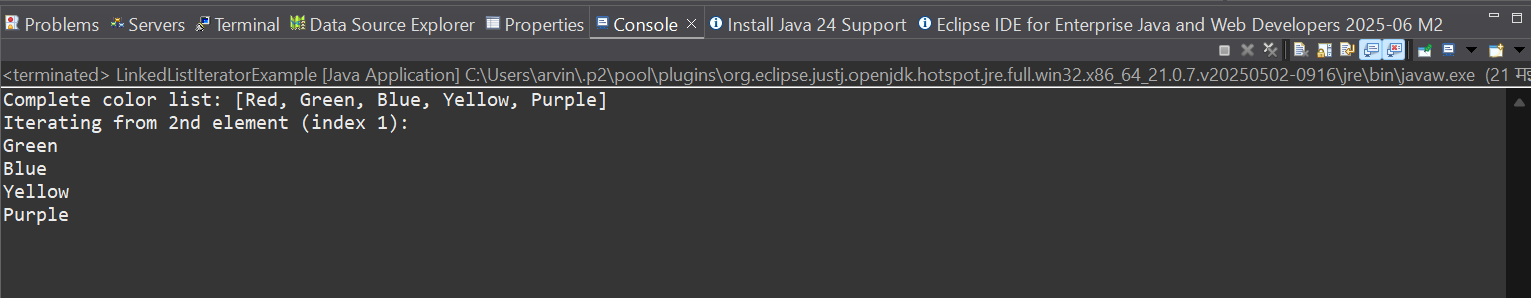 Problems Servers Terminal Data Source Explorer Properties Console Install Java 24 Support Eclipse IDE for Enterprise Java and Web Developers 2025-06 M2
<terminated> LinkedListIteratorExample [Java Application] C:\Users\arvin\.p2\pool\plugins\org.eclipse.justj.openjdk.hotspot.jre.full.win32.x86_64_21.0.7.v20250502-0916\jre\bin\javaw.exe (21
Complete color list: [Red, Green, Blue, Yellow, Purple]
Iterating from 2nd element (index 1):
Green
Blue
Yellow
Purple